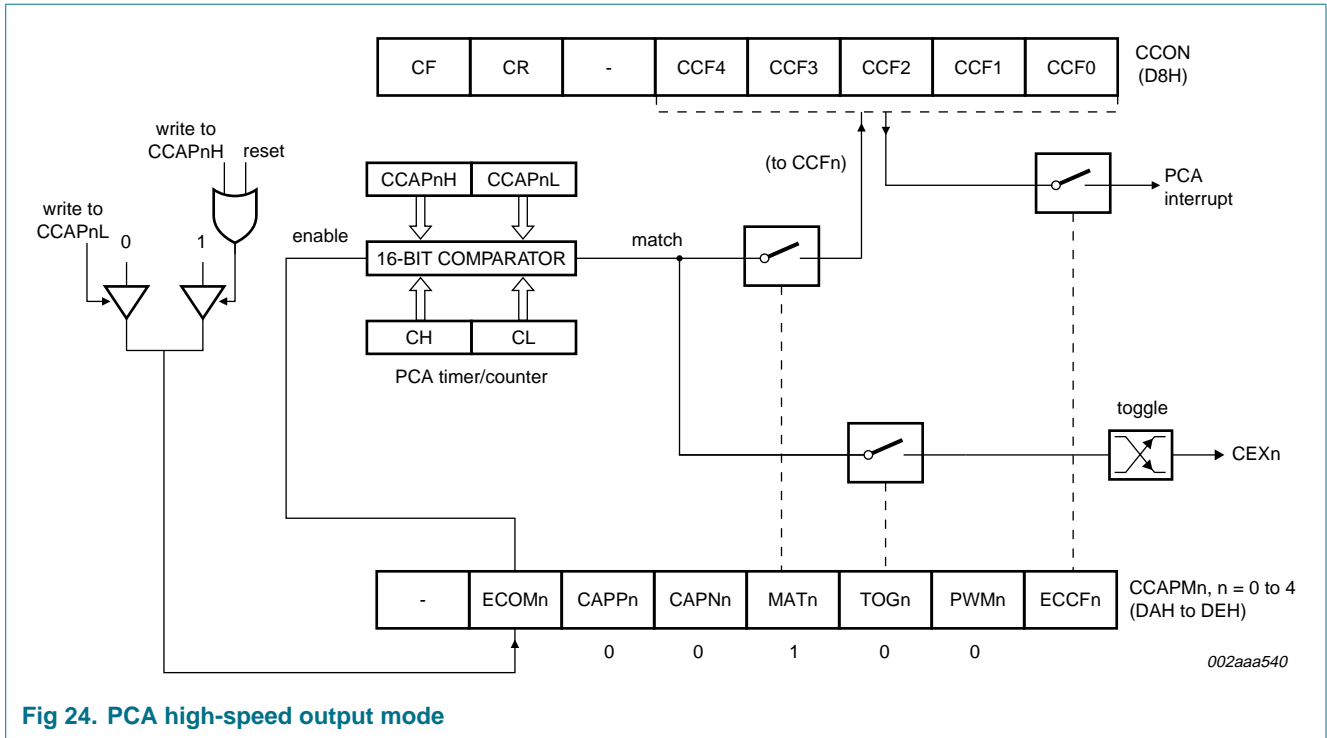 CF CR - CCF4 CCF3 CCF2 CCF1 CCF0
CCON
(D8H)
write to
CCAPnH
reset
write to
CCAPnL
0
1
enable
CCAPnH CCAPnL
16-BIT COMPARATOR
CH CL
PCA timer/counter
match
(to CCFn)
PCA
interrupt
toggle
CEXn
- ECOMn CAPPn CAPNn MATn TOGn PWMn ECCFn
CCAPMn, n = 0 to 4
(DAH to DEH)
0 0 1 0 0
002aaa540
Fig 24. PCA high-speed output mode